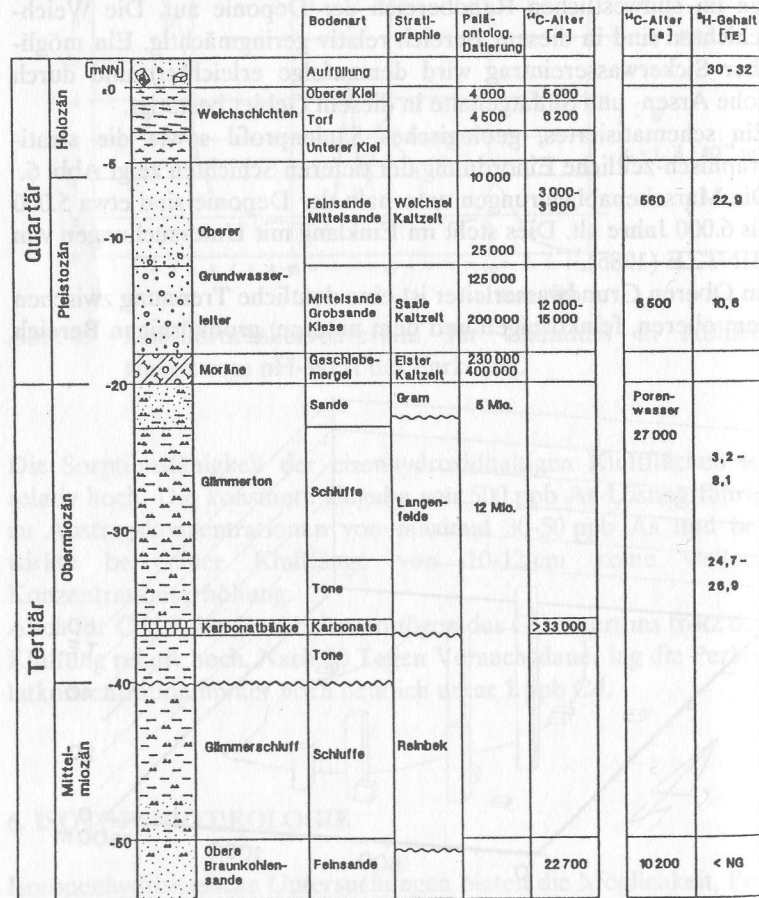 Bodenart Strati- graphie Palä- ontolog. Datierung ¹⁴C-Alter [a] ¹⁴C-Alter [a] ³H-Gehalt [TE]
[mNN]
Auffüllung 30-32
±0
Oberer Klei 4 000 5 000
Weichschichten
Torf 4 500 6 200
Unterer Klei
-5
10 000
Feinsande Weichsel 3 000- 560 22,9
Mittelsande Kaltzeit 3 900
Oberer
-10
25 000
Grundwasser 125 000
Mittelsande Saale 12 000- 6 500 10,6
leiter Grobsande Kaltzeit 200 000 15 000
Kiese
Moräne Geschiebe- Elster 230 000
mergel Kaltzeit 400 000
-20
Sande Gram 5 Mio. Poren-
wasser
27 000
3,2 -
Glimmerton Schluffe 8,1
Langen- 12 Mio.
felde
-30
24,7 -
Tone 26,9
Karbonatbänke Karbonate >33 000
Tone
-40
Glimmerschluff Schluffe Reinbek
-50
Obere
Braunkohlen- Feinsande 22 700 10 200 < NG
sande
Quartär
Holozän
Pleistozän
Tertiär
Obermiozän
Mittel-
miozän